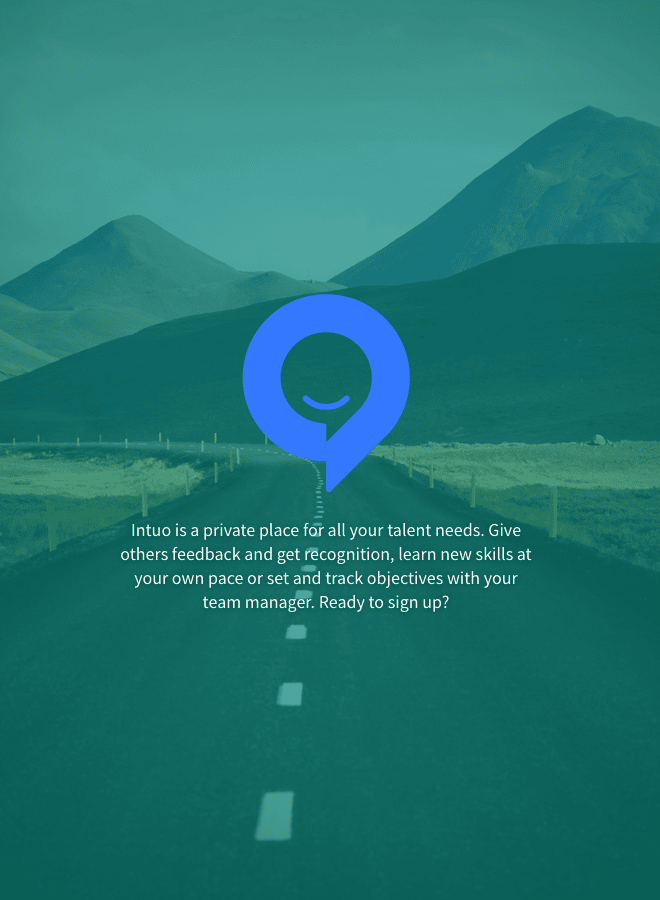 Intuo is a private place for all your talent needs. Give
others feedback and get recognition, learn new skills at
your own pace or set and track objectives with your
team manager. Ready to sign up?